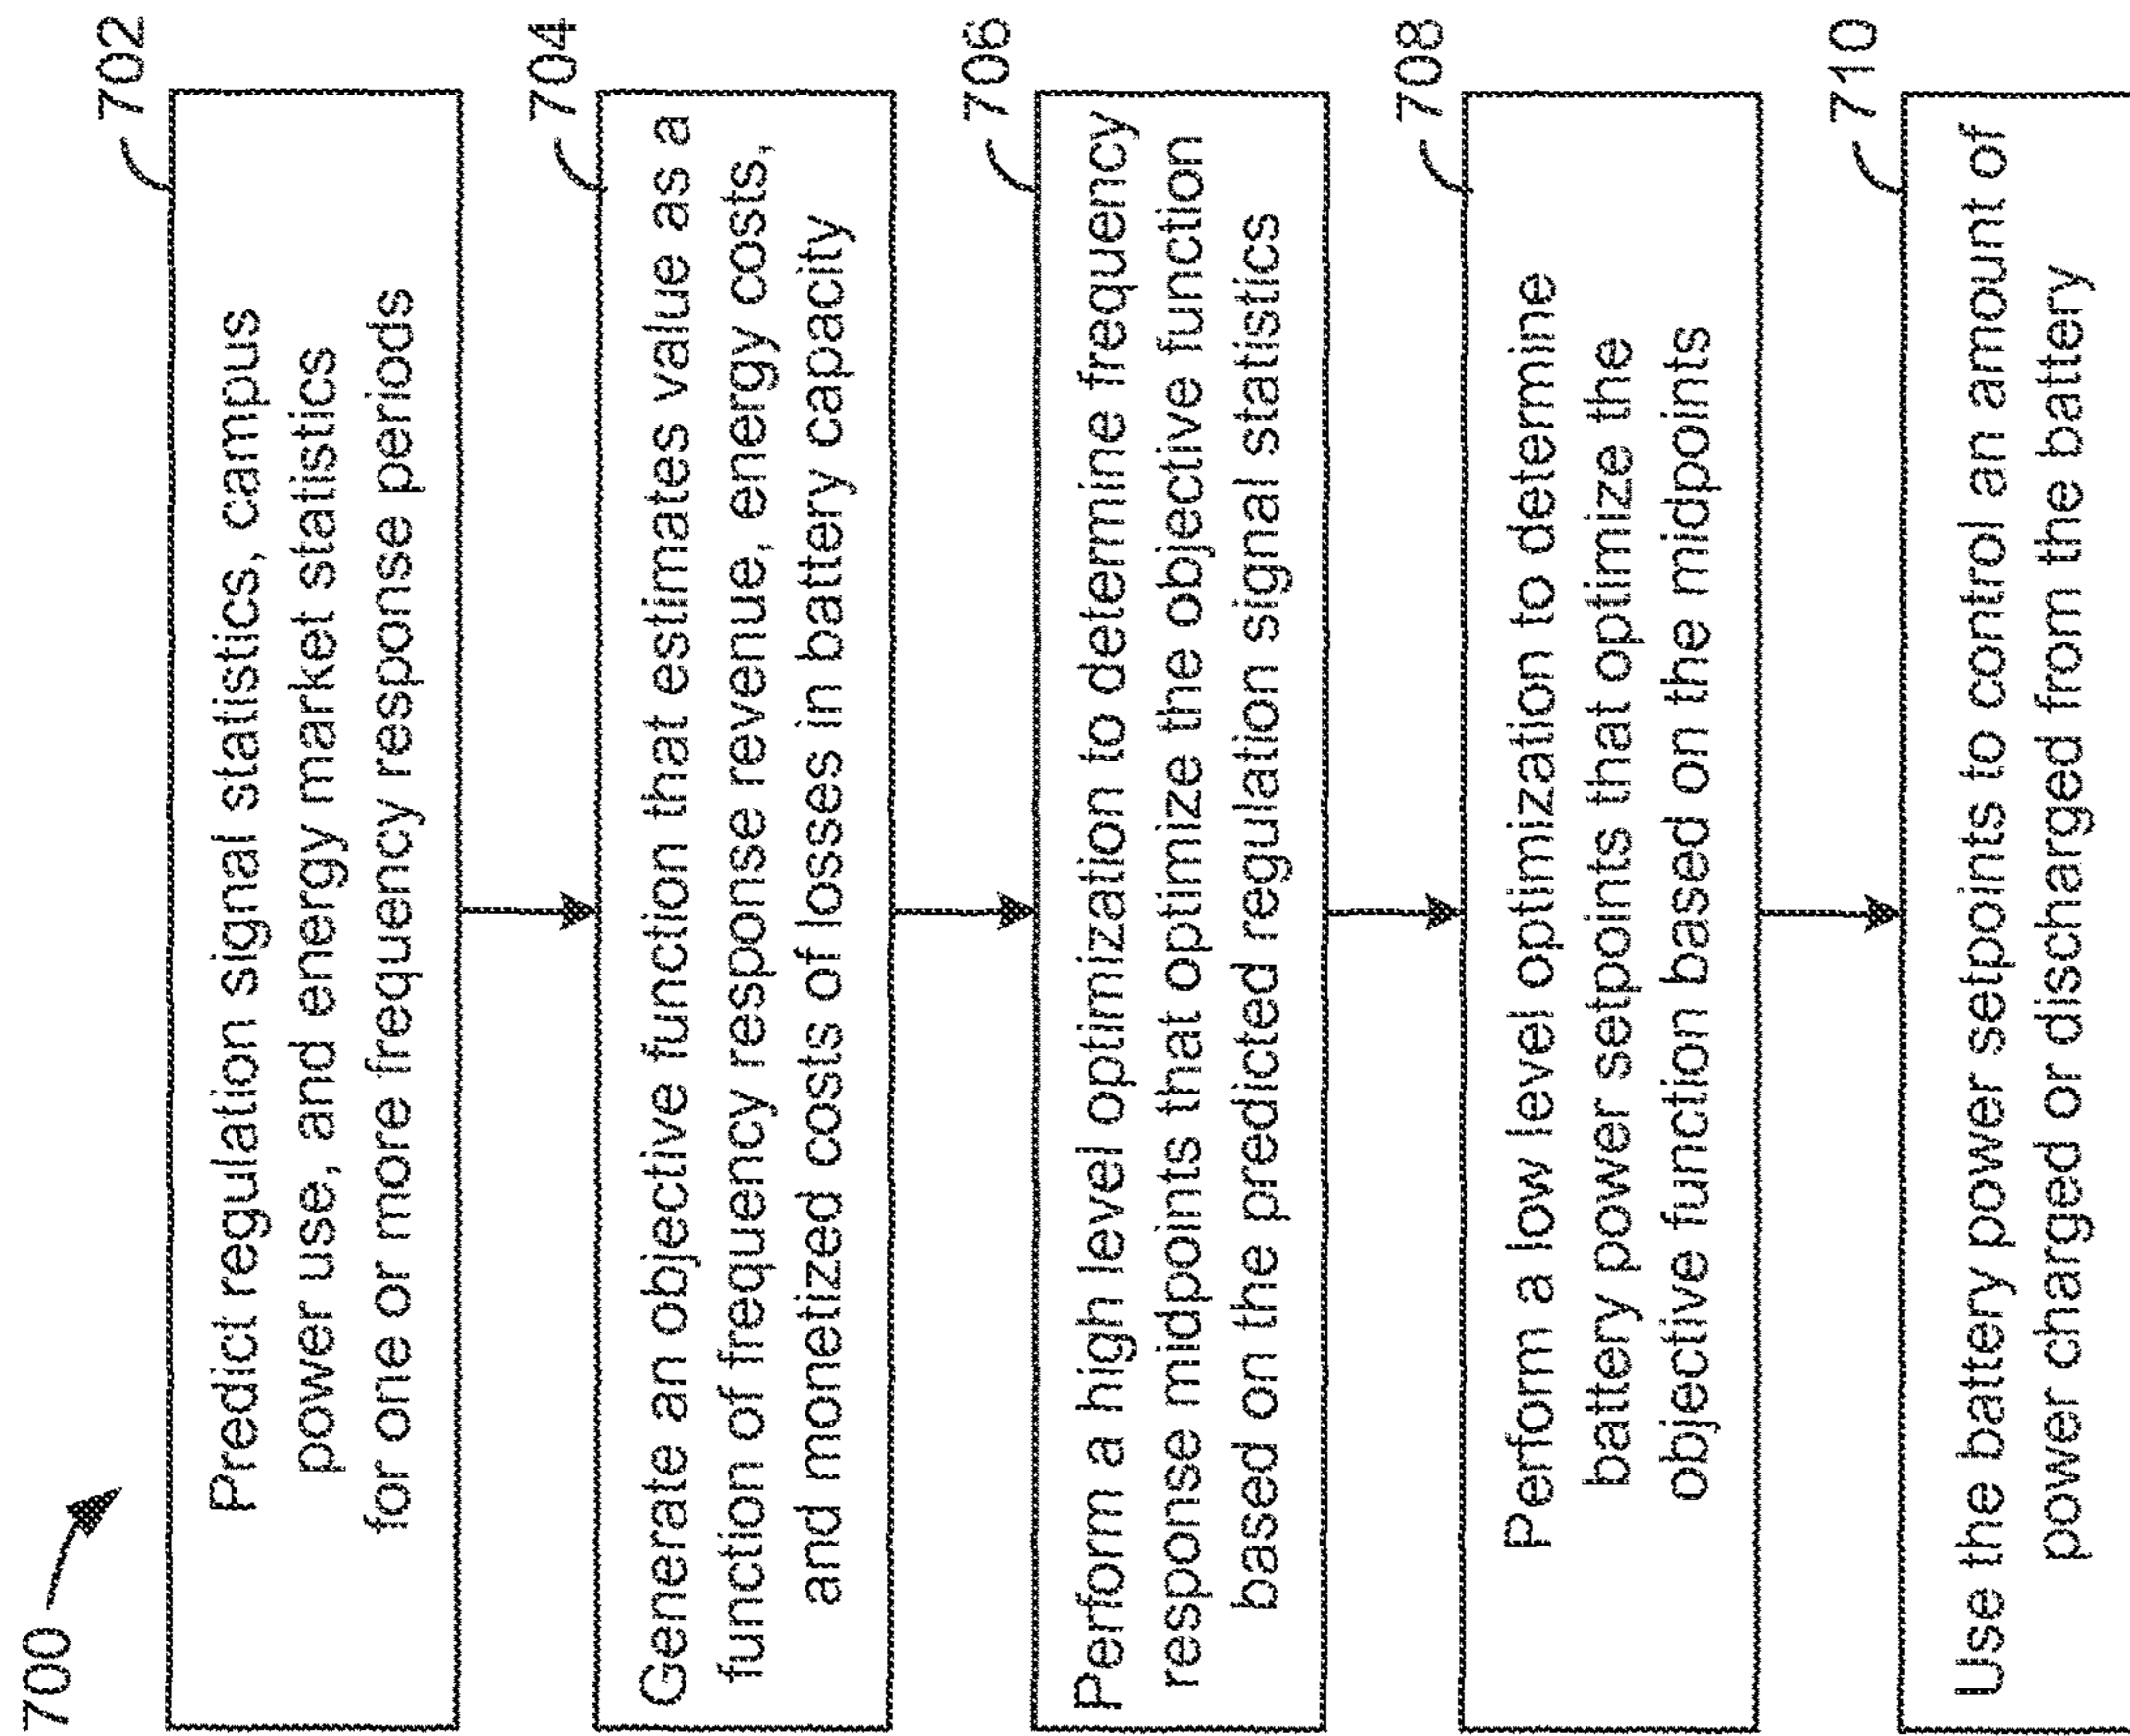 700
702
Predict regulation signal statistics, campus
power use, and energy market statistics
for one or more frequency response periods
704
Generate an objective function that estimates value as a
function of frequency response revenue, energy costs,
and monetized costs of losses in battery capacity
706
Perform a high level optimization to determine frequency
response midpoints that optimize the objective function
based on the predicted regulation signal statistics
708
Perform a low level optimization to determine
battery power setpoints that optimize the
objective function based on the midpoints
710
Use the battery power setpoints to control an amount of
power charged or discharged from the battery